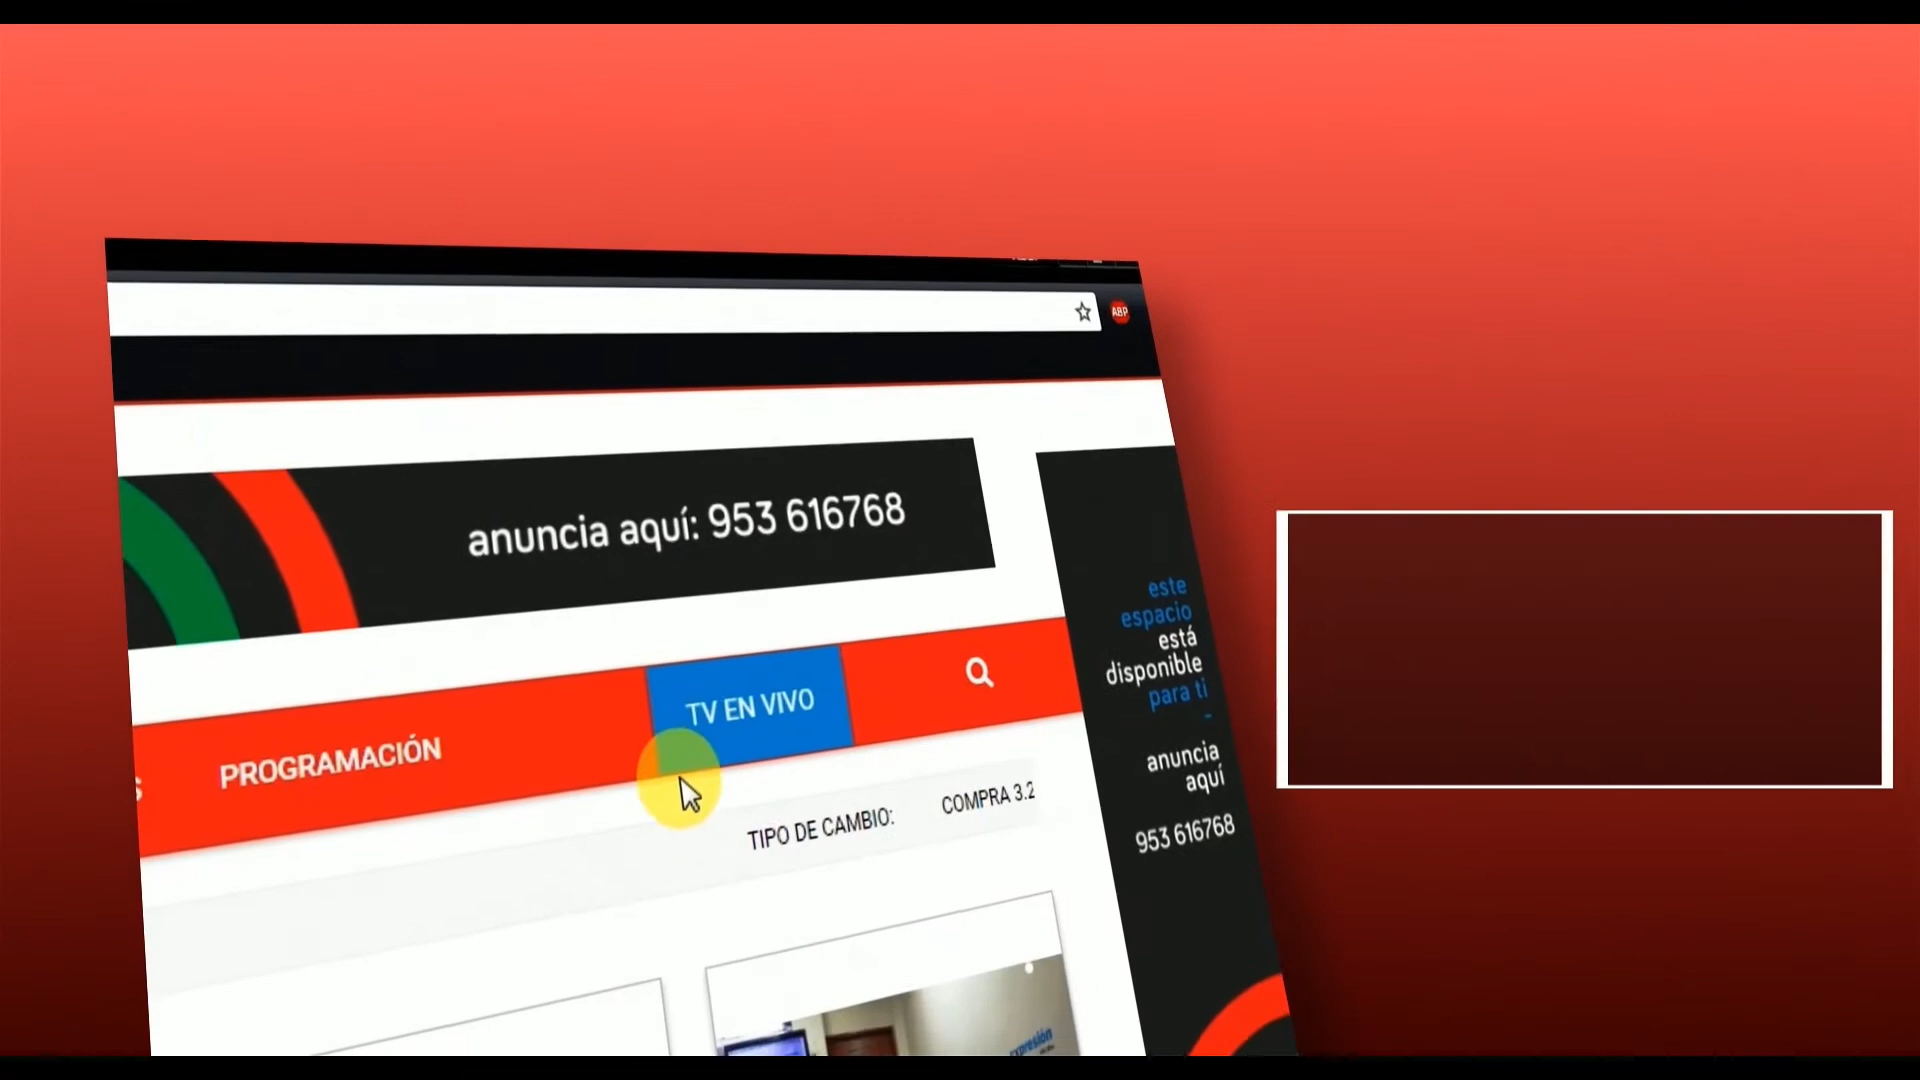 ABP
anuncia aquí: 953 616768
este
espacio
está
disponible
para ti
-
anuncia
aquí
953 616768
PROGRAMACIÓN
TV EN VIVO
TIPO DE CAMBIO:
COMPRA 3.2